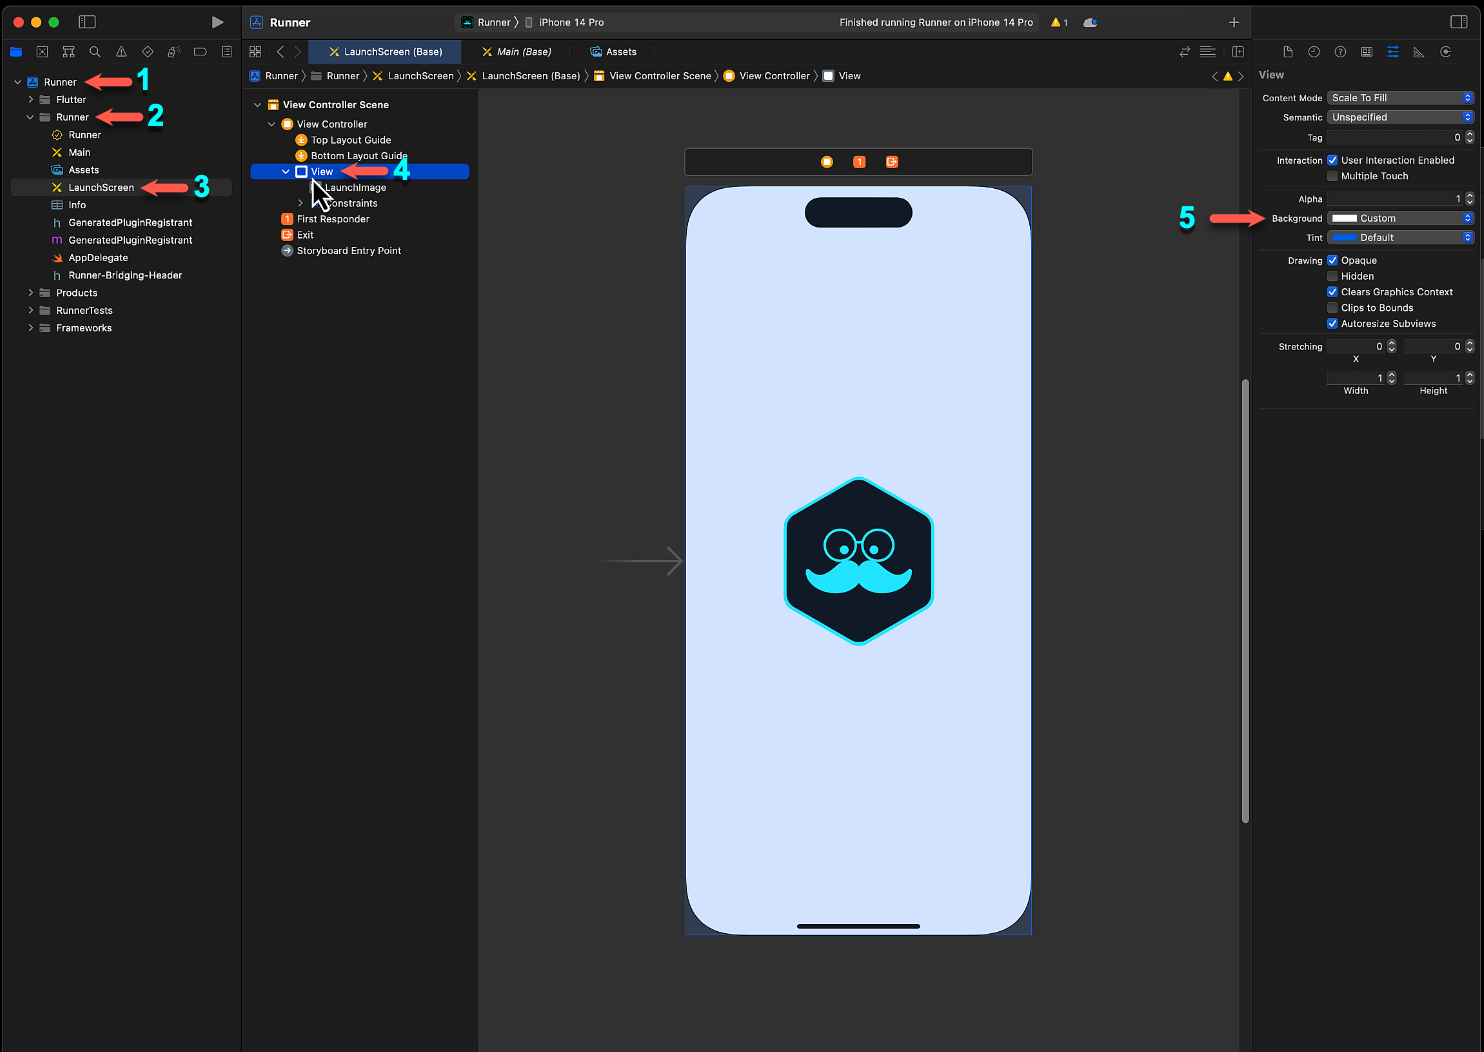 Runner
Runner
iPhone 14 Pro
Finished running Runner on iPhone 14 Pro
1
LaunchScreen (Base)
Main (Base)
Assets
Runner
Runner
LaunchScreen
LaunchScreen (Base)
View Controller Scene
View Controller
View
Runner
1
Flutter
Runner
2
Runner
Main
Assets
LaunchScreen
3
Info
GeneratedPluginRegistrant
GeneratedPluginRegistrant
AppDelegate
Runner-Bridging-Header
Products
RunnerTests
Frameworks
View Controller Scene
View Controller
Top Layout Guide
Bottom Layout Guide
View
4
LaunchImage
First Responder
Exit
Storyboard Entry Point
1
View
Content Mode Scale To Fill
Semantic Unspecified
Tag 0
Interaction User Interaction Enabled
Multiple Touch
Alpha 1
5
Background Custom
Tint Default
Drawing Opaque
Hidden
Clears Graphics Context
Clips to Bounds
Autoresize Subviews
Stretching 0 0
X Y
1 1
Width Height